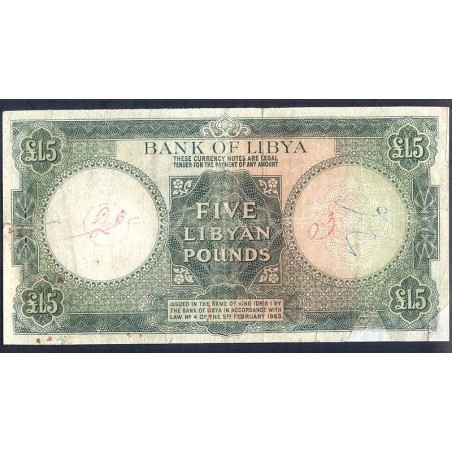 BANK OF LIBYA
THESE CURRENCY NOTES ARE LEGAL
TENDER FOR THE PAYMENT OF ANY AMOUNT
£L5 £L5
FIVE
LIBYAN
POUNDS
£L5 £L5
ISSUED IN THE NAME OF KING IDRIS I BY
THE BANK OF LIBYA IN ACCORDANCE WITH
LAW Nº 4 OF THE 5TH FEBRUARY 1963